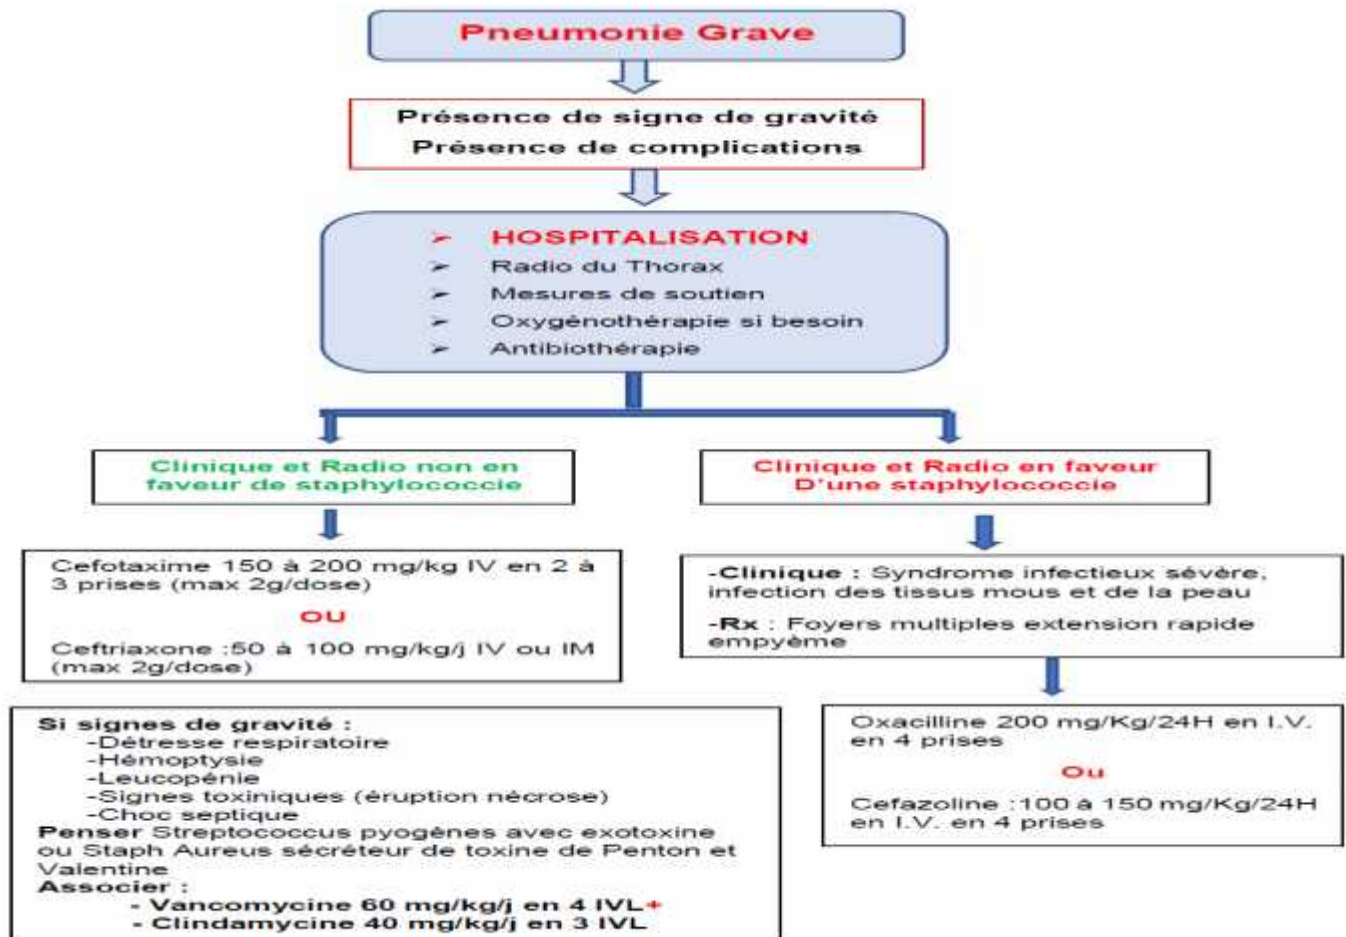 Pneumonie Grave
Présence de signe de gravité
Présence de complications
➢ HOSPITALISATION
➢ Radio du Thorax
➢ Mesures de soutien
➢ Oxygénothérapie si besoin
➢ Antibiothérapie
Clinique et Radio non en
faveur de staphylococcie
Cefotaxime 150 à 200 mg/kg IV en 2 à
3 prises (max 2g/dose)
OU
Ceftriaxone :50 à 100 mg/kg/j IV ou IM
(max 2g/dose)
Si signes de gravité :
-Détresse respiratoire
-Hémoptysie
-Leucopénie
-Signes toxiniques (éruption nécrose)
-Choc septique
Penser Streptococcus pyogènes avec exotoxine
ou Staph Aureus sécréteur de toxine de Penton et
Valentine
Associer :
- Vancomycine 60 mg/kg/j en 4 IVL+
- Clindamycine 40 mg/kg/j en 3 IVL
Clinique et Radio en faveur
D'une staphylococcie
-Clinique : Syndrome infectieux sévère,
infection des tissus mous et de la peau
-Rx : Foyers multiples extension rapide
empyème
Oxacilline 200 mg/Kg/24H en I.V.
en 4 prises
Ou
Cefazoline :100 à 150 mg/Kg/24H
en I.V. en 4 prises